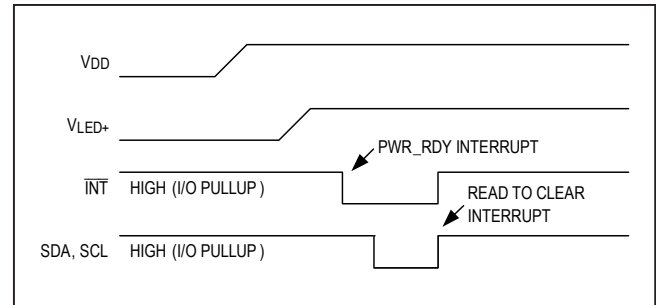 VDD
VLED+
PWR_RDY INTERRUPT
INT HIGH (I/O PULLUP)
READ TO CLEAR
INTERRUPT
SDA, SCL HIGH (I/O PULLUP)